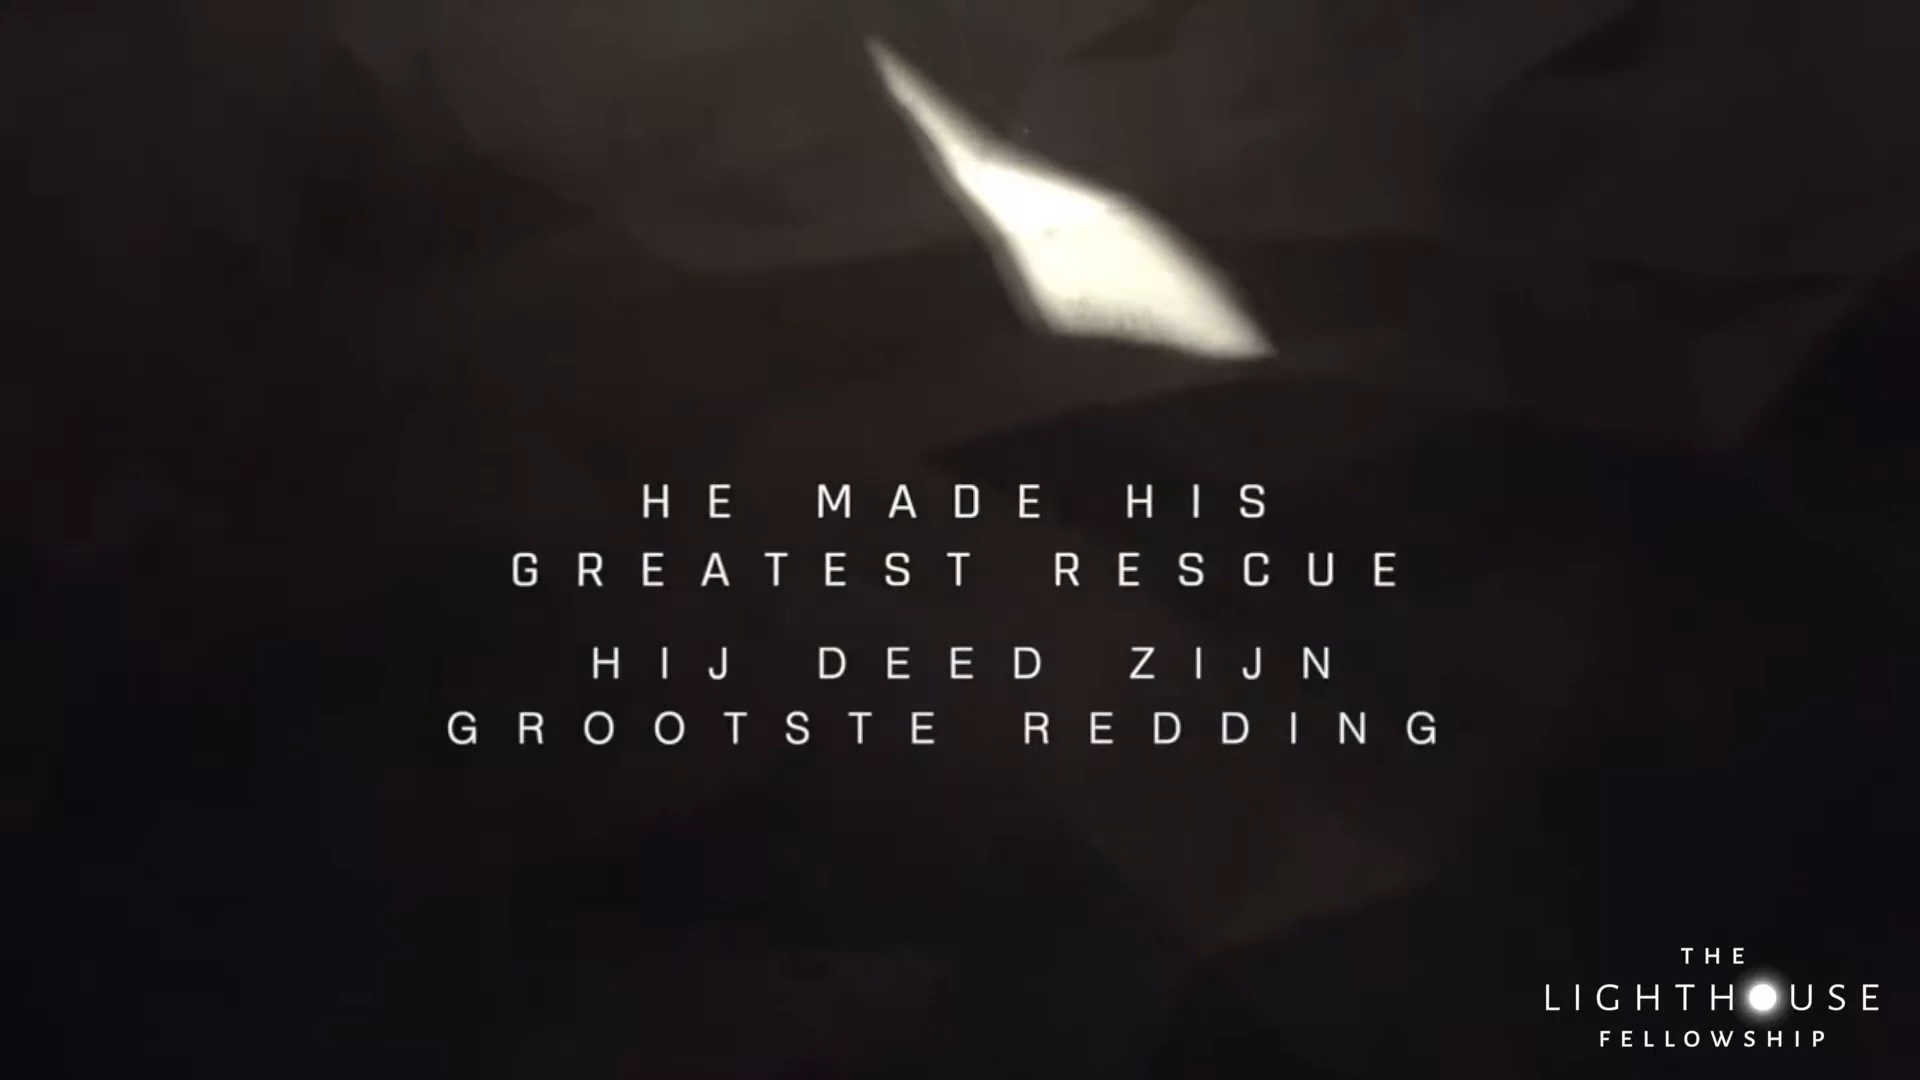 HE MADE HIS
GREATEST RESCUE
HIJ DEED ZIJN
GROOTSTE REDDING
THE
LIGHTHOUSE
FELLOWSHIP